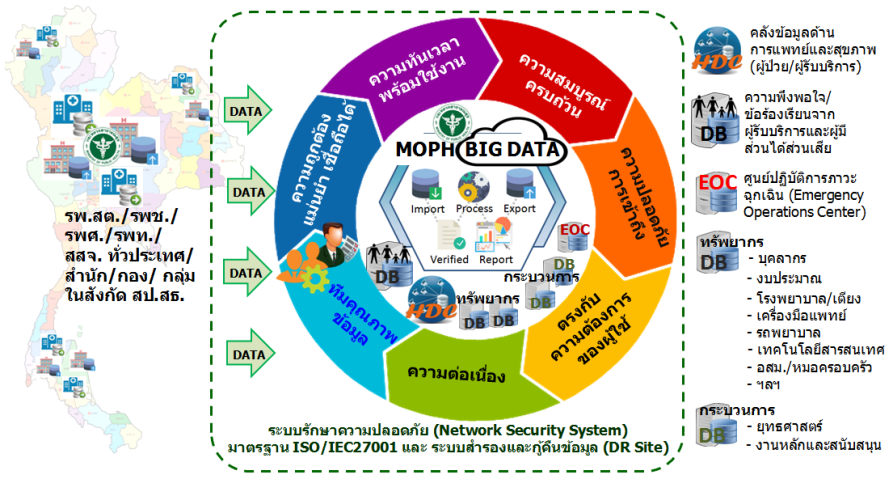 รพ.สต./รพช./
รพศ./รพท./
สสจ. ทั่วประเทศ/
สำนัก/กอง/ กลุ่ม
ในสังกัด สป.สธ.
DATA
DATA
DATA
DATA
ความทันเวลา
พร้อมใช้งาน
ความสมบูรณ์
ครบถ้วน
ความปลอดภัย
การเข้าถึง
ตรงกับ
ความต้องการ
ของผู้ใช้
ความต่อเนื่อง
ทีมคุณภาพ
ข้อมูล
ความถูกต้อง
แม่นยำ เชื่อถือได้
MOPH BIG DATA
Import
Process
Export
Verified
Report
EOC
DB
กระบวนการ
DB
DB
HDC
ทรัพยากร
DB
DB
ระบบรักษาความปลอดภัย (Network Security System)
มาตรฐาน ISO/IEC27001 และ ระบบสำรองและกู้คืนข้อมูล (DR Site)
HDC
คลังข้อมูลด้าน
การแพทย์และสุขภาพ
(ผู้ป่วย/ผู้รับบริการ)
DB
ความพึงพอใจ/
ข้อร้องเรียนจาก
ผู้รับบริการและผู้มี
ส่วนได้ส่วนเสีย
EOC
ศูนย์ปฏิบัติการภาวะ
ฉุกเฉิน (Emergency
Operations Center)
ทรัพยากร
DB
- บุคลากร
- งบประมาณ
- โรงพยาบาล/เตียง
- เครื่องมือแพทย์
- รถพยาบาล
- เทคโนโลยีสารสนเทศ
- อสม./หมอครอบครัว
- ฯลฯ
กระบวนการ
DB
- ยุทธศาสตร์
- งานหลักและสนับสนุน